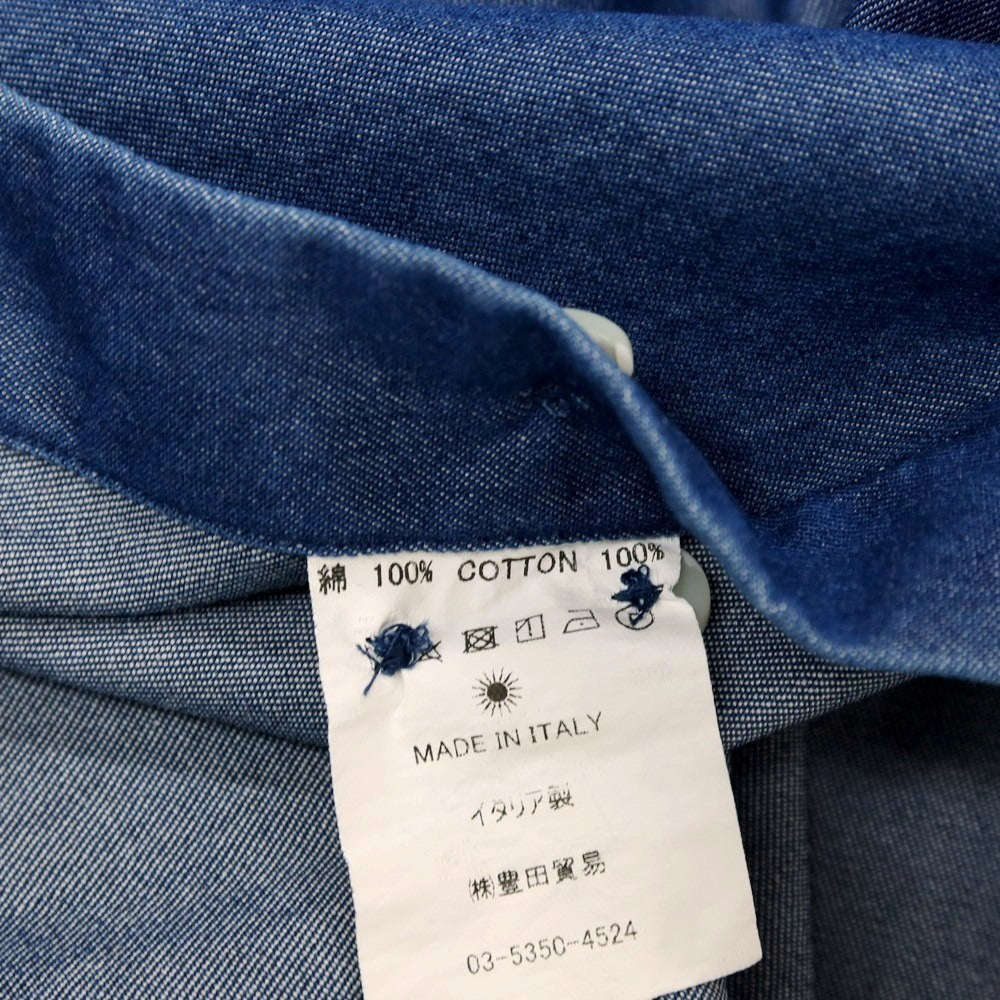 綿 100% COTTON 100%
MADE IN ITALY
イタリア製
㈱豊田貿易
03-5350-4524